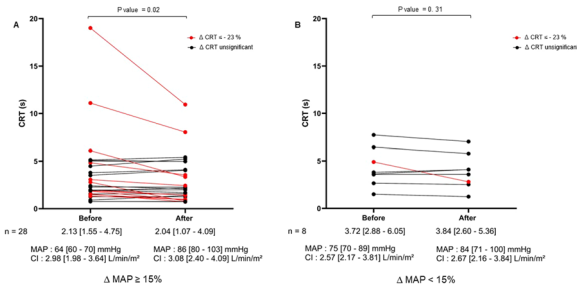 P value = 0.02
A
Δ CRT ≤ - 23 %
Δ CRT unsignificant
CRT (s)
20
15
10
5
0
Before
After
n = 28
2.13 [1.55 - 4.75]
2.04 [1.07 - 4.09]
MAP : 64 [60 - 70] mmHg
CI : 2.98 [1.98 - 3.64] L/min/m²
MAP : 86 [80 - 103] mmHg
CI : 3.08 [2.40 - 4.09] L/min/m²
Δ MAP ≥ 15%
P value = 0. 31
B
Δ CRT ≤ - 23 %
Δ CRT unsignificant
CRT (s)
20
15
10
5
0
Before
After
n = 8
3.72 [2.88 - 6.05]
3.84 [2.60 - 5.36]
MAP : 75 [70 - 89] mmHg
CI : 2.57 [2.17 - 3.81] L/min/m²
MAP : 84 [71 - 100] mmHg
CI : 2.67 [2.16 - 3.84] L/min/m²
Δ MAP < 15%